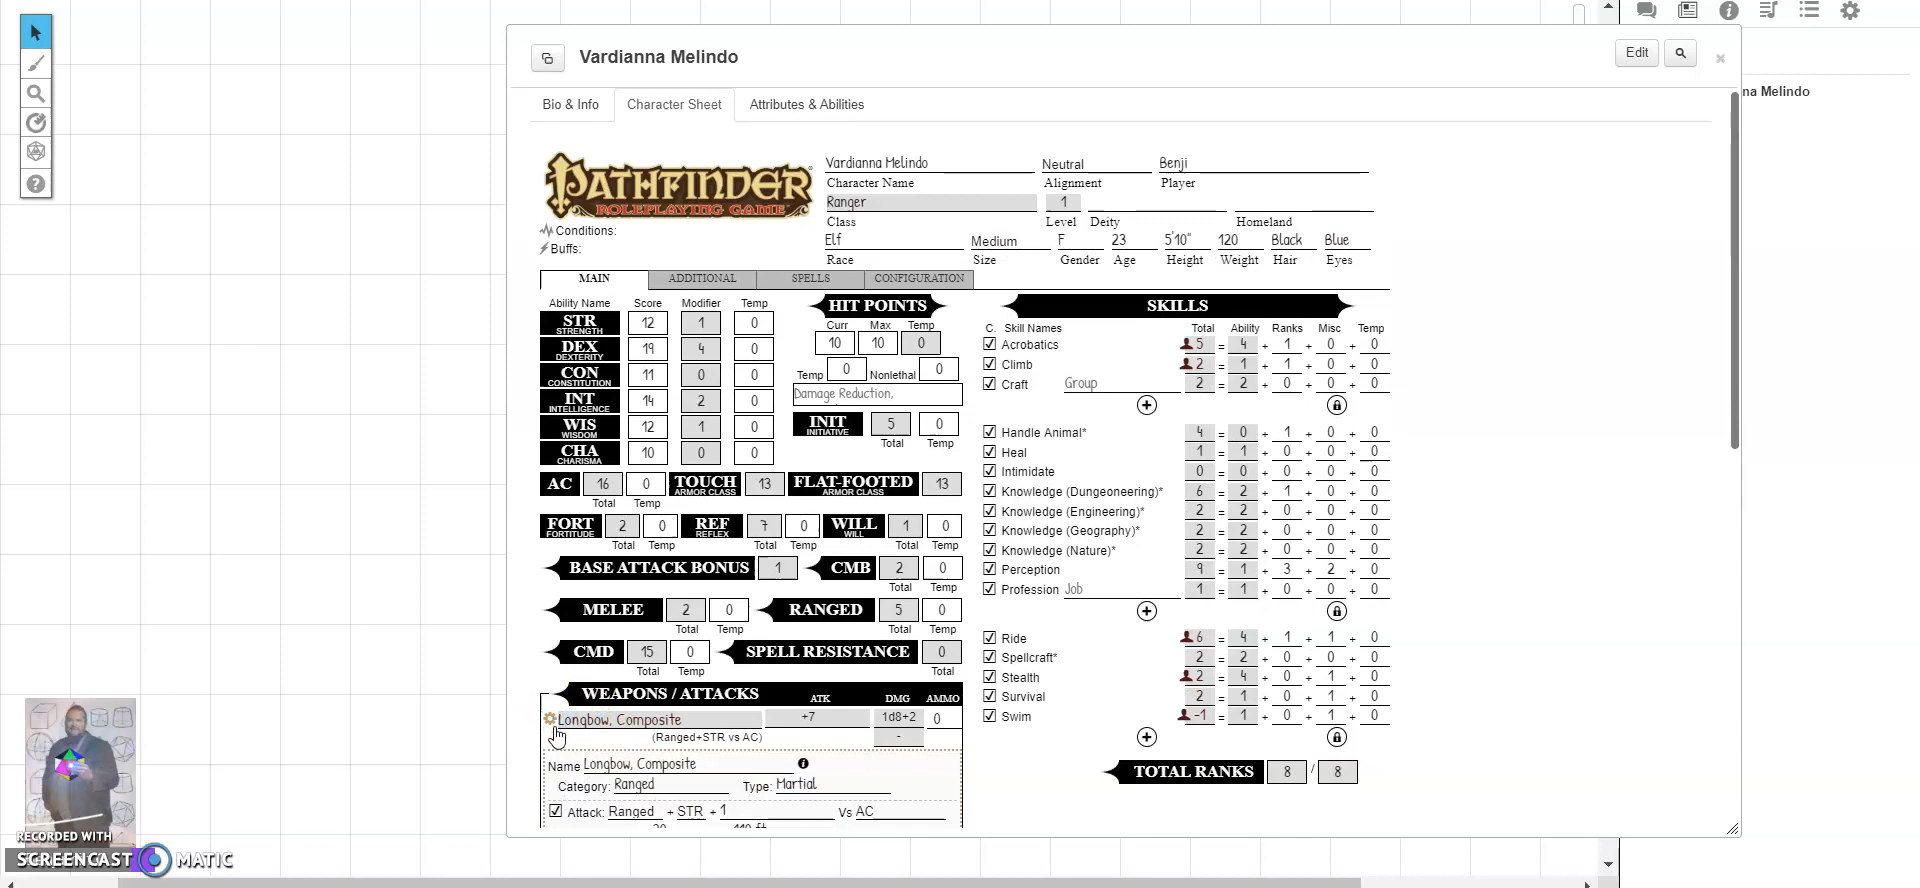 Vardianna Melindo
Edit
na Melindo
Bio & Info
Character Sheet
Attributes & Abilities
PATHFINDER
ROLEPLAYING GAME
Vardianna Melindo Neutral Benji
Character Name Alignment Player
Ranger 1
Class Level Deity Homeland
Elf Medium F 23 5'10" 120 Black Blue
Race Size Gender Age Height Weight Hair Eyes
Conditions:
Buffs:
MAIN ADDITIONAL SPELLS CONFIGURATION
Ability Name Score Modifier Temp
STR STRENGTH 12 1 0
DEX DEXTERITY 19 4 0
CON CONSTITUTION 11 0 0
INT INTELLIGENCE 14 2 0
WIS WISDOM 12 1 0
CHA CHARISMA 10 0 0
HIT POINTS
Curr Max Temp
10 10 0
Temp 0 Nonlethal 0
Damage Reduction,
INIT INITIATIVE 5 0
Total Temp
AC 16 0 TOUCH ARMOR CLASS 13 FLAT-FOOTED ARMOR CLASS 13
Total Temp
FORT FORTITUDE 2 0 REF REFLEX 7 0 WILL WILL 1 0
Total Temp Total Temp Total Temp
BASE ATTACK BONUS 1 CMB 2 0
Total Temp
MELEE 2 0 RANGED 5 0
Total Temp Total Temp
CMD 15 0 SPELL RESISTANCE 0
Total Temp Total
WEAPONS / ATTACKS ATK DMG AMMO
Longbow, Composite +7 1d8+2 0
(Ranged+STR vs AC) -
Name Longbow, Composite
Category: Ranged Type: Martial
Attack: Ranged + STR + 1 Vs AC
SKILLS
C. Skill Names Total Ability Ranks Misc Temp
Acrobatics 5 = 4 + 1 + 0 + 0
Climb 2 = 1 + 1 + 0 + 0
Craft Group 2 = 2 + 0 + 0 + 0
Handle Animal* 4 = 0 + 1 + 0 + 0
Heal 1 = 1 + 0 + 0 + 0
Intimidate 0 = 0 + 0 + 0 + 0
Knowledge (Dungeoneering)* 6 = 2 + 1 + 0 + 0
Knowledge (Engineering)* 2 = 2 + 0 + 0 + 0
Knowledge (Geography)* 2 = 2 + 0 + 0 + 0
Knowledge (Nature)* 2 = 2 + 0 + 0 + 0
Perception 9 = 1 + 3 + 2 + 0
Profession Job 1 = 1 + 0 + 0 + 0
Ride 6 = 4 + 1 + 1 + 0
Spellcraft* 2 = 2 + 0 + 0 + 0
Stealth 2 = 4 + 0 + 1 + 0
Survival 2 = 1 + 0 + 1 + 0
Swim -1 = 1 + 0 + 1 + 0
TOTAL RANKS 8 / 8
RECORDED WITH
SCREENCAST MATIC